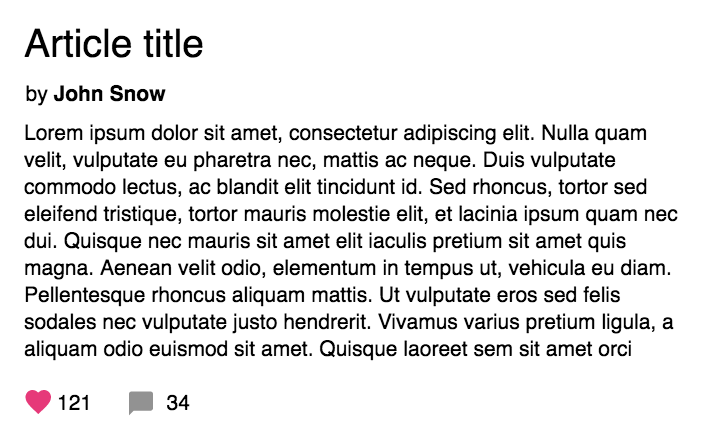 Article title
by John Snow
Lorem ipsum dolor sit amet, consectetur adipiscing elit. Nulla quam
velit, vulputate eu pharetra nec, mattis ac neque. Duis vulputate
commodo lectus, ac blandit elit tincidunt id. Sed rhoncus, tortor sed
eleifend tristique, tortor mauris molestie elit, et lacinia ipsum quam nec
dui. Quisque nec mauris sit amet elit iaculis pretium sit amet quis
magna. Aenean velit odio, elementum in tempus ut, vehicula eu diam.
Pellentesque rhoncus aliquam mattis. Ut vulputate eros sed felis
sodales nec vulputate justo hendrerit. Vivamus varius pretium ligula, a
aliquam odio euismod sit amet. Quisque laoreet sem sit amet orci
121 34